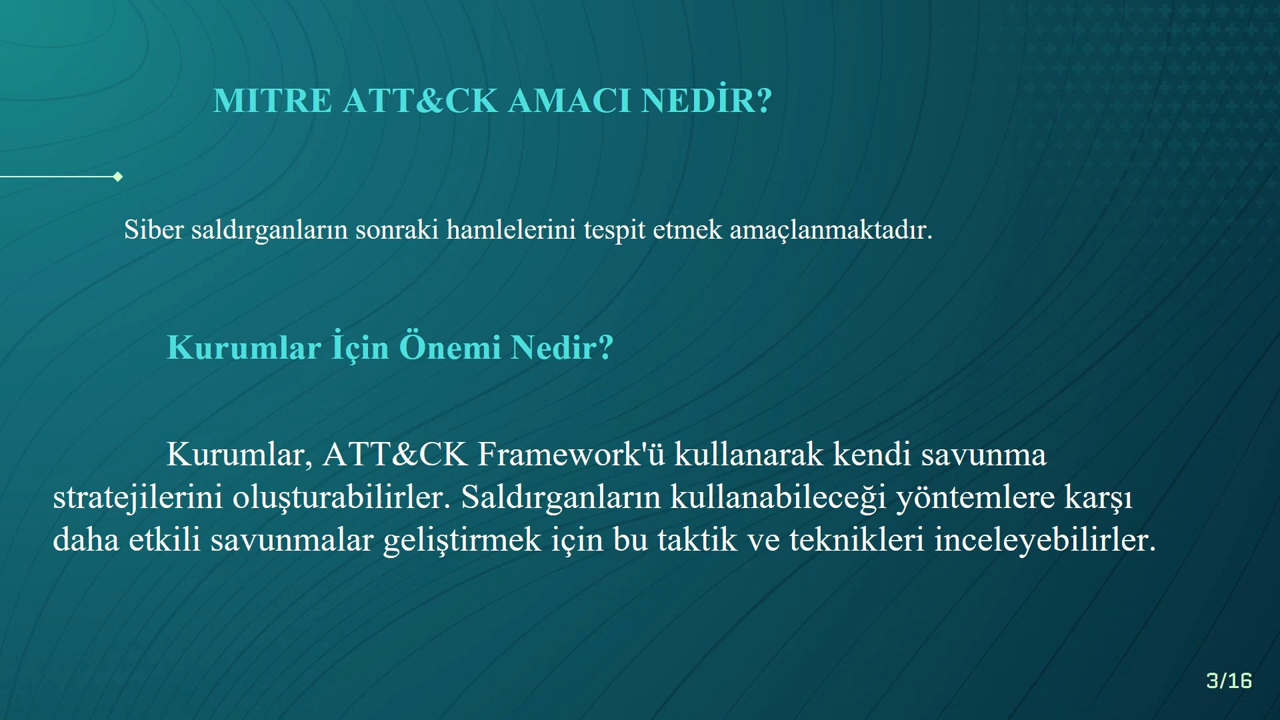 MITRE ATT&CK AMACI NEDİR?
Siber saldırganların sonraki hamlelerini tespit etmek amaçlanmaktadır.
Kurumlar İçin Önemi Nedir?
Kurumlar, ATT&CK Framework'ü kullanarak kendi savunma
stratejilerini oluşturabilirler. Saldırganların kullanabileceği yöntemlere karşı
daha etkili savunmalar geliştirmek için bu taktik ve teknikleri inceleyebilirler.
3/16